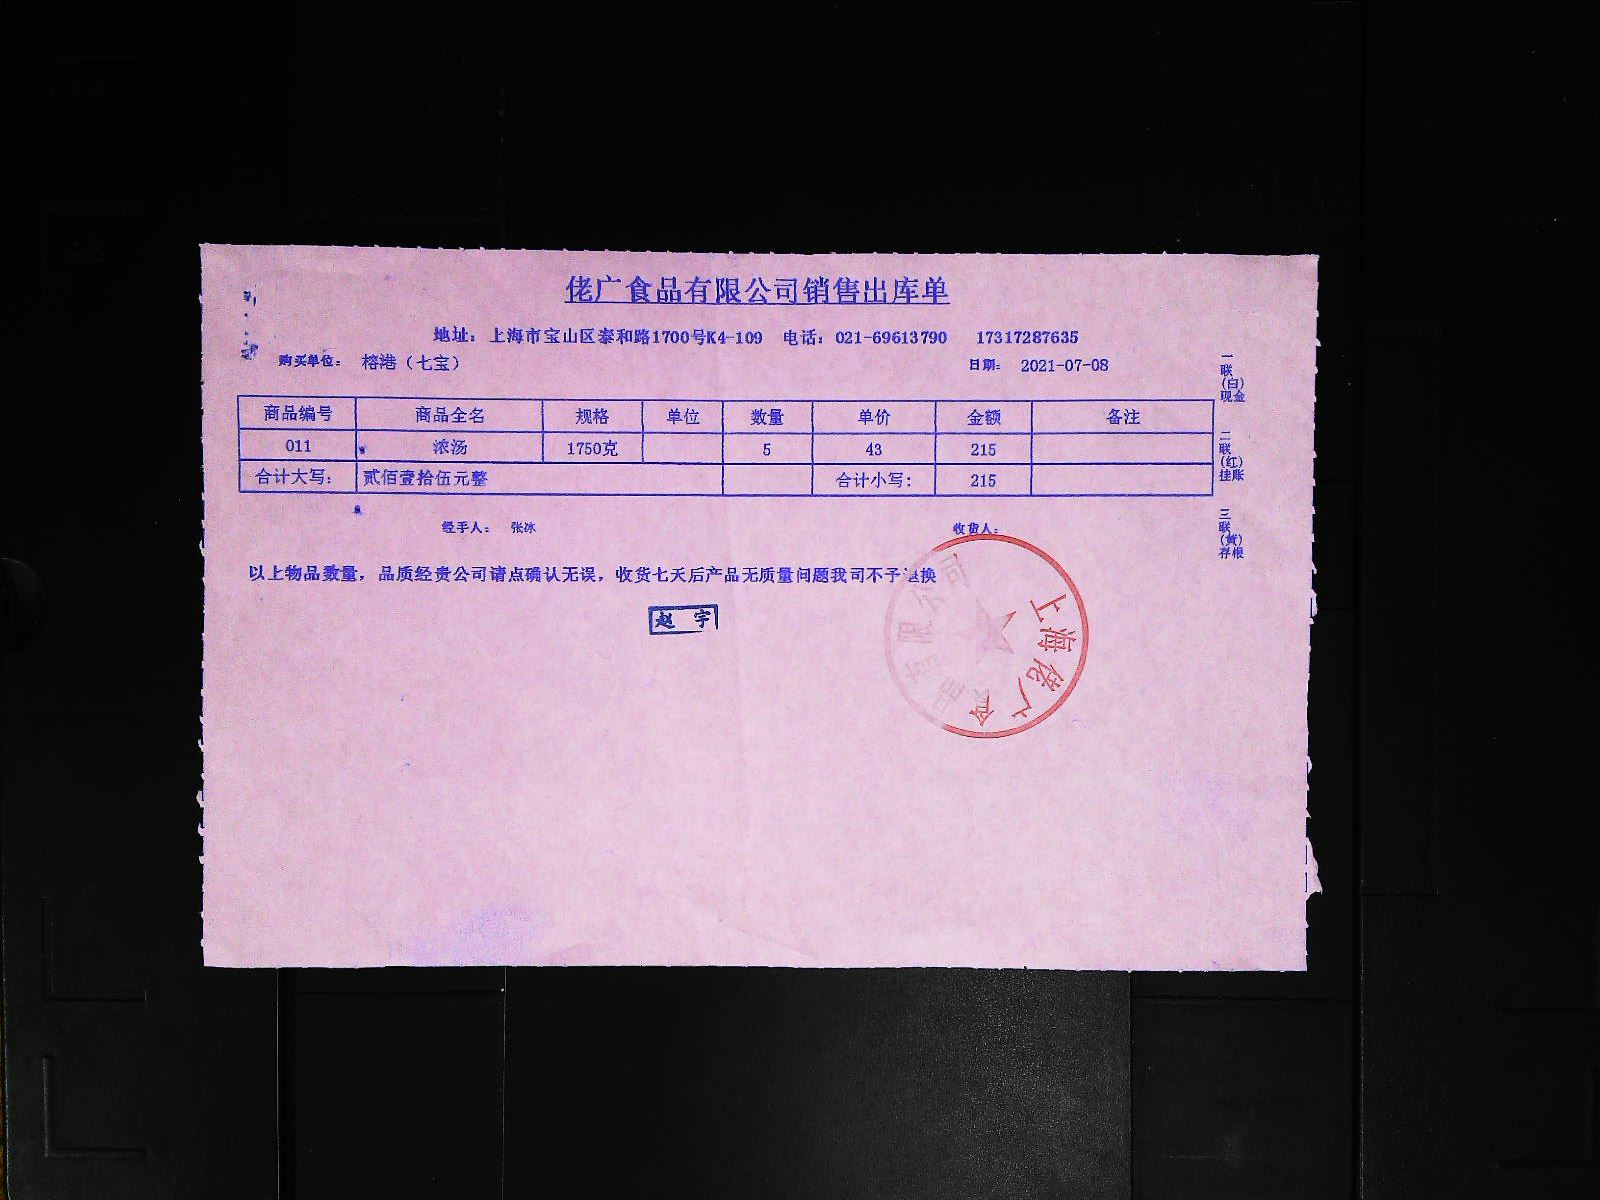 佬广食品有限公司销售出库单
地址：上海市宝山区泰和路1700号K4-109 电话：021-69613790 17317287635
购买单位： 榕港（七宝） 日期： 2021-07-08
商品编号 商品全名 规格 单位 数量 单价 金额 备注
011 浓汤 1750克 5 43 215
合计大写： 贰佰壹拾伍元整 合计小写： 215
经手人： 张冰 收货人：
以上物品数量，品质经贵公司请点确认无误，收货七天后产品无质量问题我司不予退换
赵 宇
上海佬广食品有限公司
一联(白)现金
二联(红)挂账
三联(黄)存根